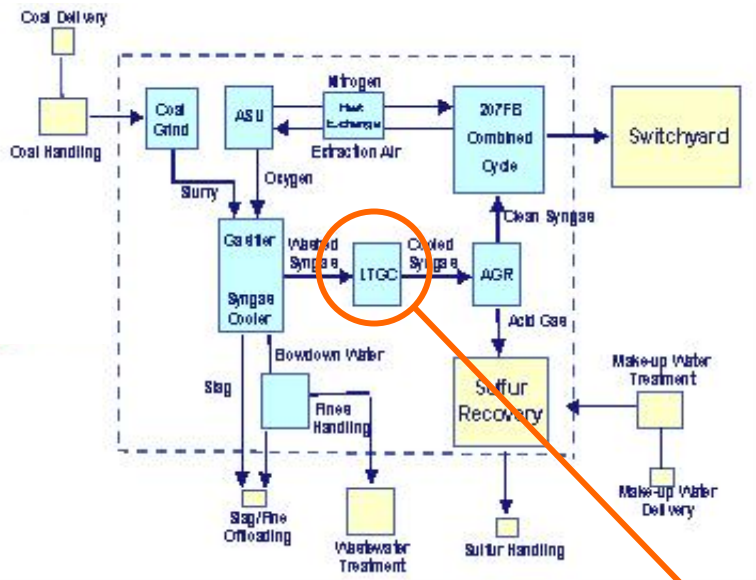 Coal Delivery
Coal Handling
Coal
Grind
ASU
Nitrogen
Heat
Exchange
Extraction Air
207FB
Combined
Cycle
Switchyard
Slurry
Oxygen
Clean Syngas
Gasifier
Syngas
Cooler
Washed
Syngas
LTGC
Cooled
Syngas
AGR
Acid Gas
Slag
Bowdown Water
Fines
Handling
Sulfur
Recovery
Make-up Water
Treatment
Make-up Water
Delivery
Slag/Fine
Offloading
Wastewater
Treatment
Sulfur Handling